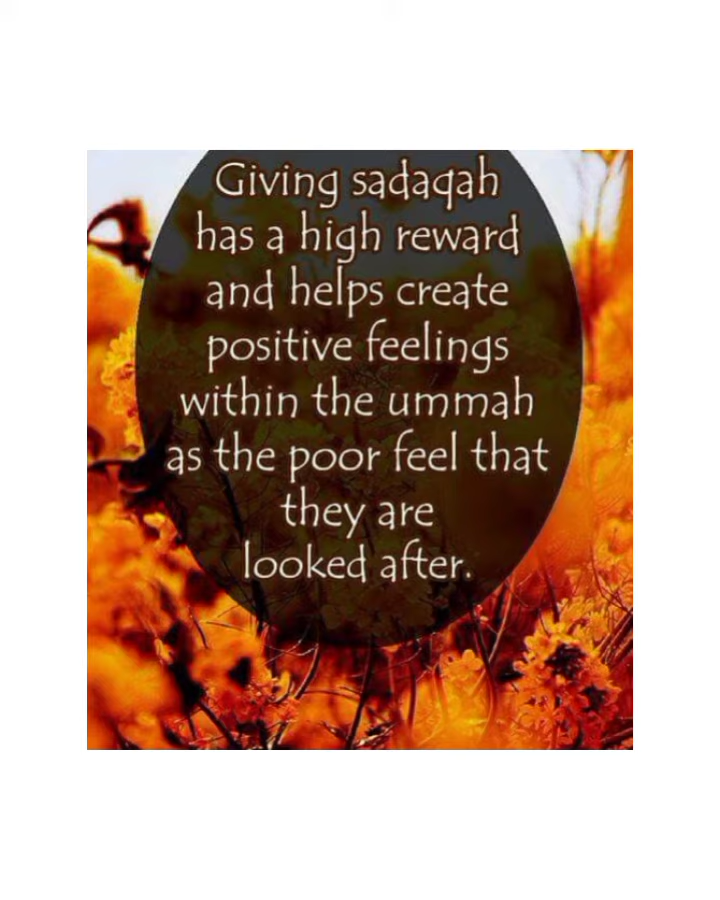 Giving sadaqah
has a high reward
and helps create
positive feelings
within the ummah
as the poor feel that
they are
looked after.